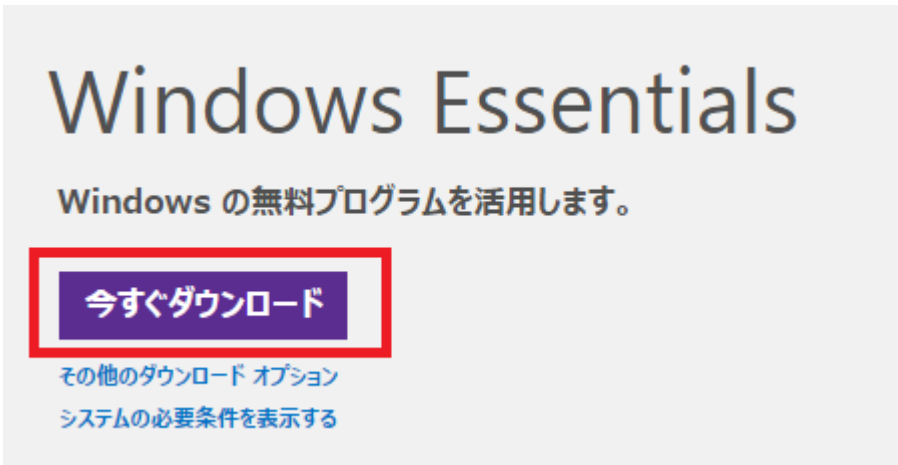 Windows Essentials
Windows の無料プログラムを活用します。
今すぐダウンロード
その他のダウンロード オプション
システムの必要条件を表示する